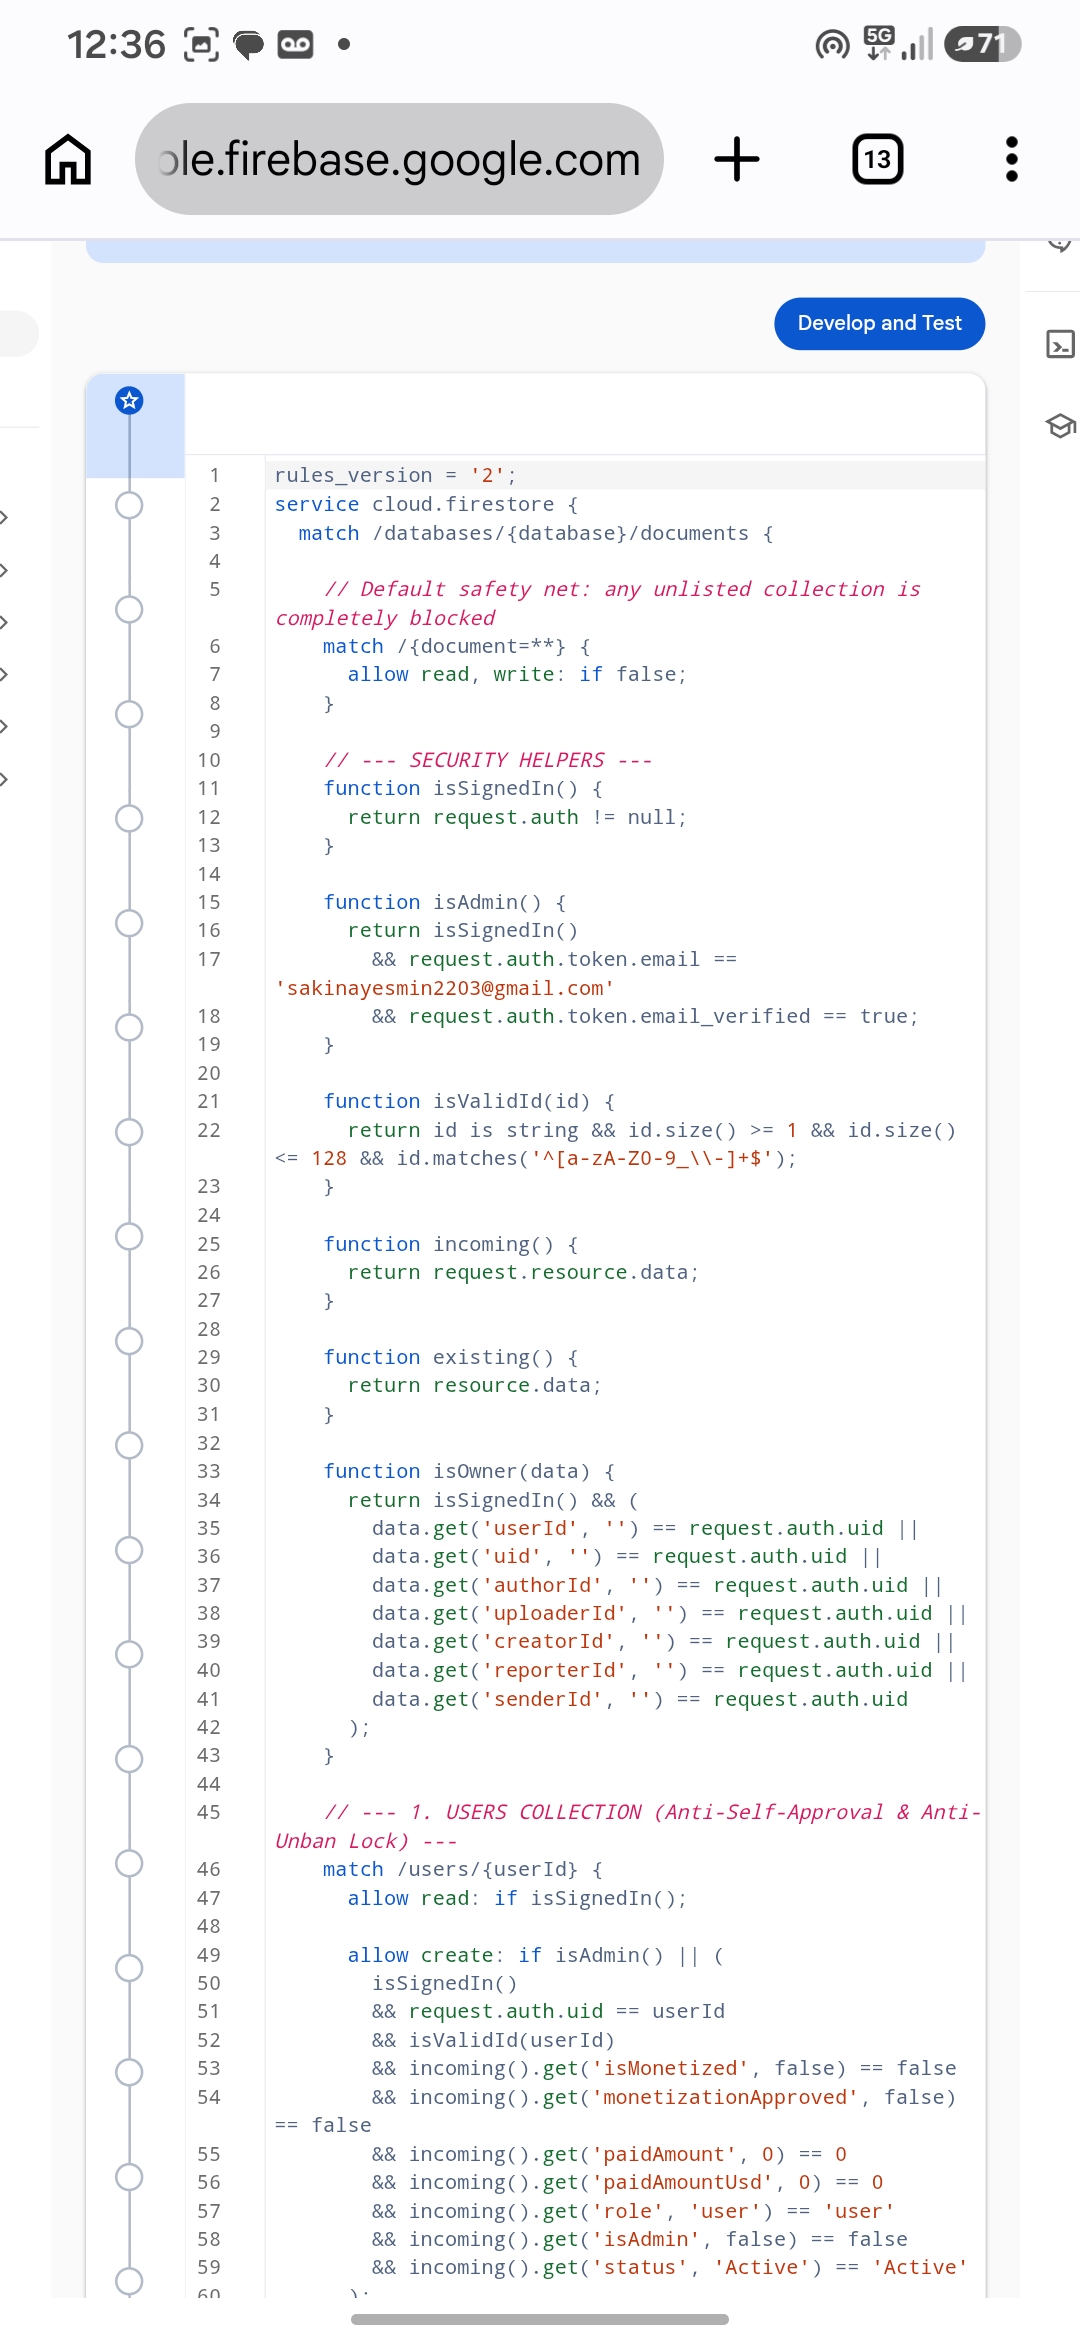 12:36
5G
71
ole.firebase.google.com
13
Develop and Test
1 rules_version = '2';
2 service cloud.firestore {
3 match /databases/{database}/documents {
4
5 // Default safety net: any unlisted collection is
completely blocked
6 match /{document=**} {
7 allow read, write: if false;
8 }
9
10 // --- SECURITY HELPERS ---
11 function isSignedIn() {
12 return request.auth != null;
13 }
14
15 function isAdmin() {
16 return isSignedIn()
17 && request.auth.token.email ==
'sakinayesmin2203@gmail.com'
18 && request.auth.token.email_verified == true;
19 }
20
21 function isValidId(id) {
22 return id is string && id.size() >= 1 && id.size()
<= 128 && id.matches('^[a-zA-Z0-9_\\-]+$');
23 }
24
25 function incoming() {
26 return request.resource.data;
27 }
28
29 function existing() {
30 return resource.data;
31 }
32
33 function isOwner(data) {
34 return isSignedIn() && (
35 data.get('userId', '') == request.auth.uid ||
36 data.get('uid', '') == request.auth.uid ||
37 data.get('authorId', '') == request.auth.uid ||
38 data.get('uploaderId', '') == request.auth.uid ||
39 data.get('creatorId', '') == request.auth.uid ||
40 data.get('reporterId', '') == request.auth.uid ||
41 data.get('senderId', '') == request.auth.uid
42 );
43 }
44
45 // --- 1. USERS COLLECTION (Anti-Self-Approval & Anti-
Unban Lock) ---
46 match /users/{userId} {
47 allow read: if isSignedIn();
48
49 allow create: if isAdmin() || (
50 isSignedIn()
51 && request.auth.uid == userId
52 && isValidId(userId)
53 && incoming().get('isMonetized', false) == false
54 && incoming().get('monetizationApproved', false)
== false
55 && incoming().get('paidAmount', 0) == 0
56 && incoming().get('paidAmountUsd', 0) == 0
57 && incoming().get('role', 'user') == 'user'
58 && incoming().get('isAdmin', false) == false
59 && incoming().get('status', 'Active') == 'Active'
60 );